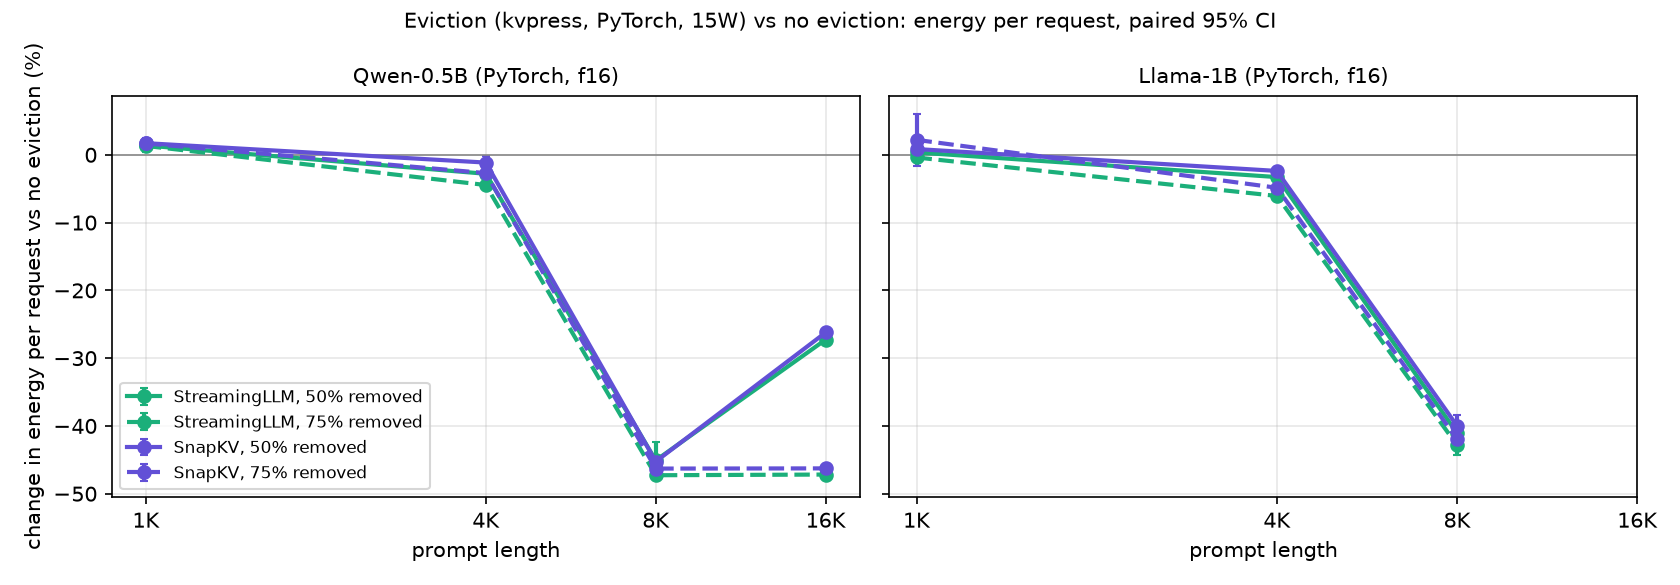 Eviction (kvpress, PyTorch, 15W) vs no eviction: energy per request, paired 95% CI
change in energy per request vs no eviction (%)
Qwen-0.5B (PyTorch, f16)
0
−10
−20
−30
−40
−50
StreamingLLM, 50% removed
StreamingLLM, 75% removed
SnapKV, 50% removed
SnapKV, 75% removed
1K 4K 8K 16K
prompt length
Llama-1B (PyTorch, f16)
1K 4K 8K 16K
prompt length